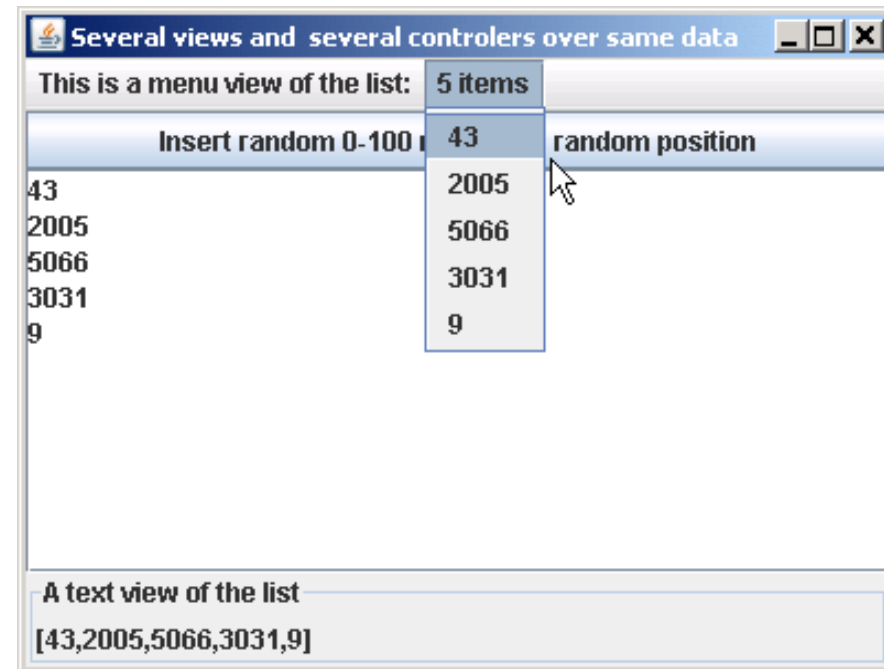 Several views and  several controlers over same data
This is a menu view of the list: 5 items
Insert random 0-100 random position
43
2005
5066
3031
9
43
2005
5066
3031
9
A text view of the list
[43,2005,5066,3031,9]